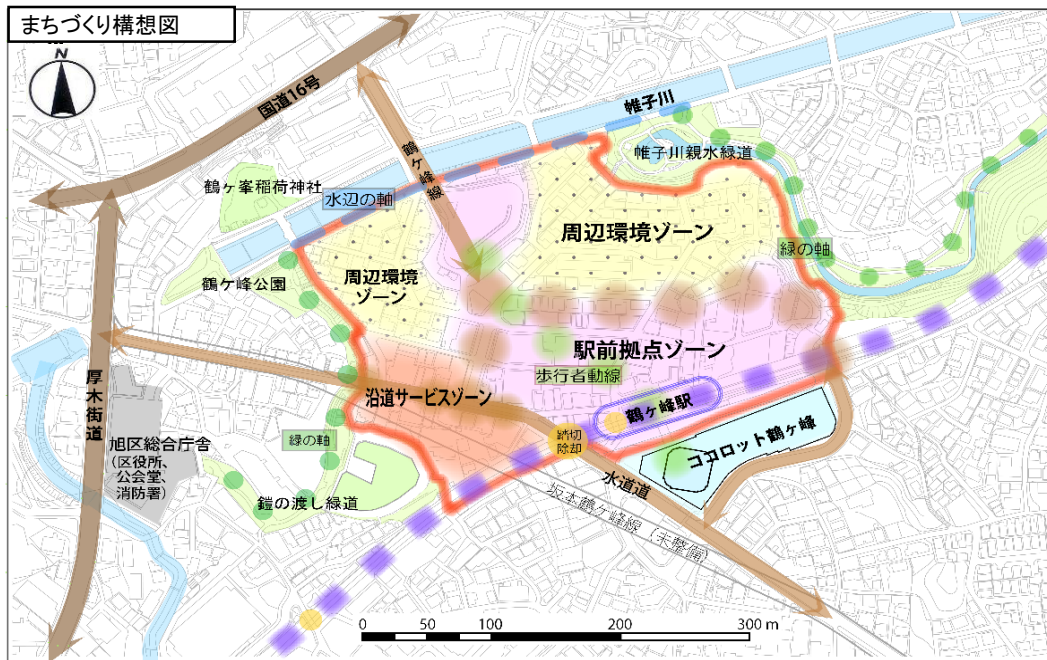 まちづくり構想図
N
国道16号
帷子川
鶴ヶ峰線
帷子川親水緑道
鶴ヶ峯稲荷神社
水辺の軸
周辺環境ゾーン
緑の軸
鶴ケ峰公園
周辺環境
ゾーン
駅前拠点ゾーン
歩行者動線
沿道サービスゾーン
鶴ヶ峰駅
厚木街道
踏切
除却
ココロット鶴ヶ峰
旭区総合庁舎
(区役所、
公会堂、
消防署)
緑の軸
水道道
鎧の渡し緑道
坂本鶴ヶ峰線(未整備)
0 50 100 200 300 m